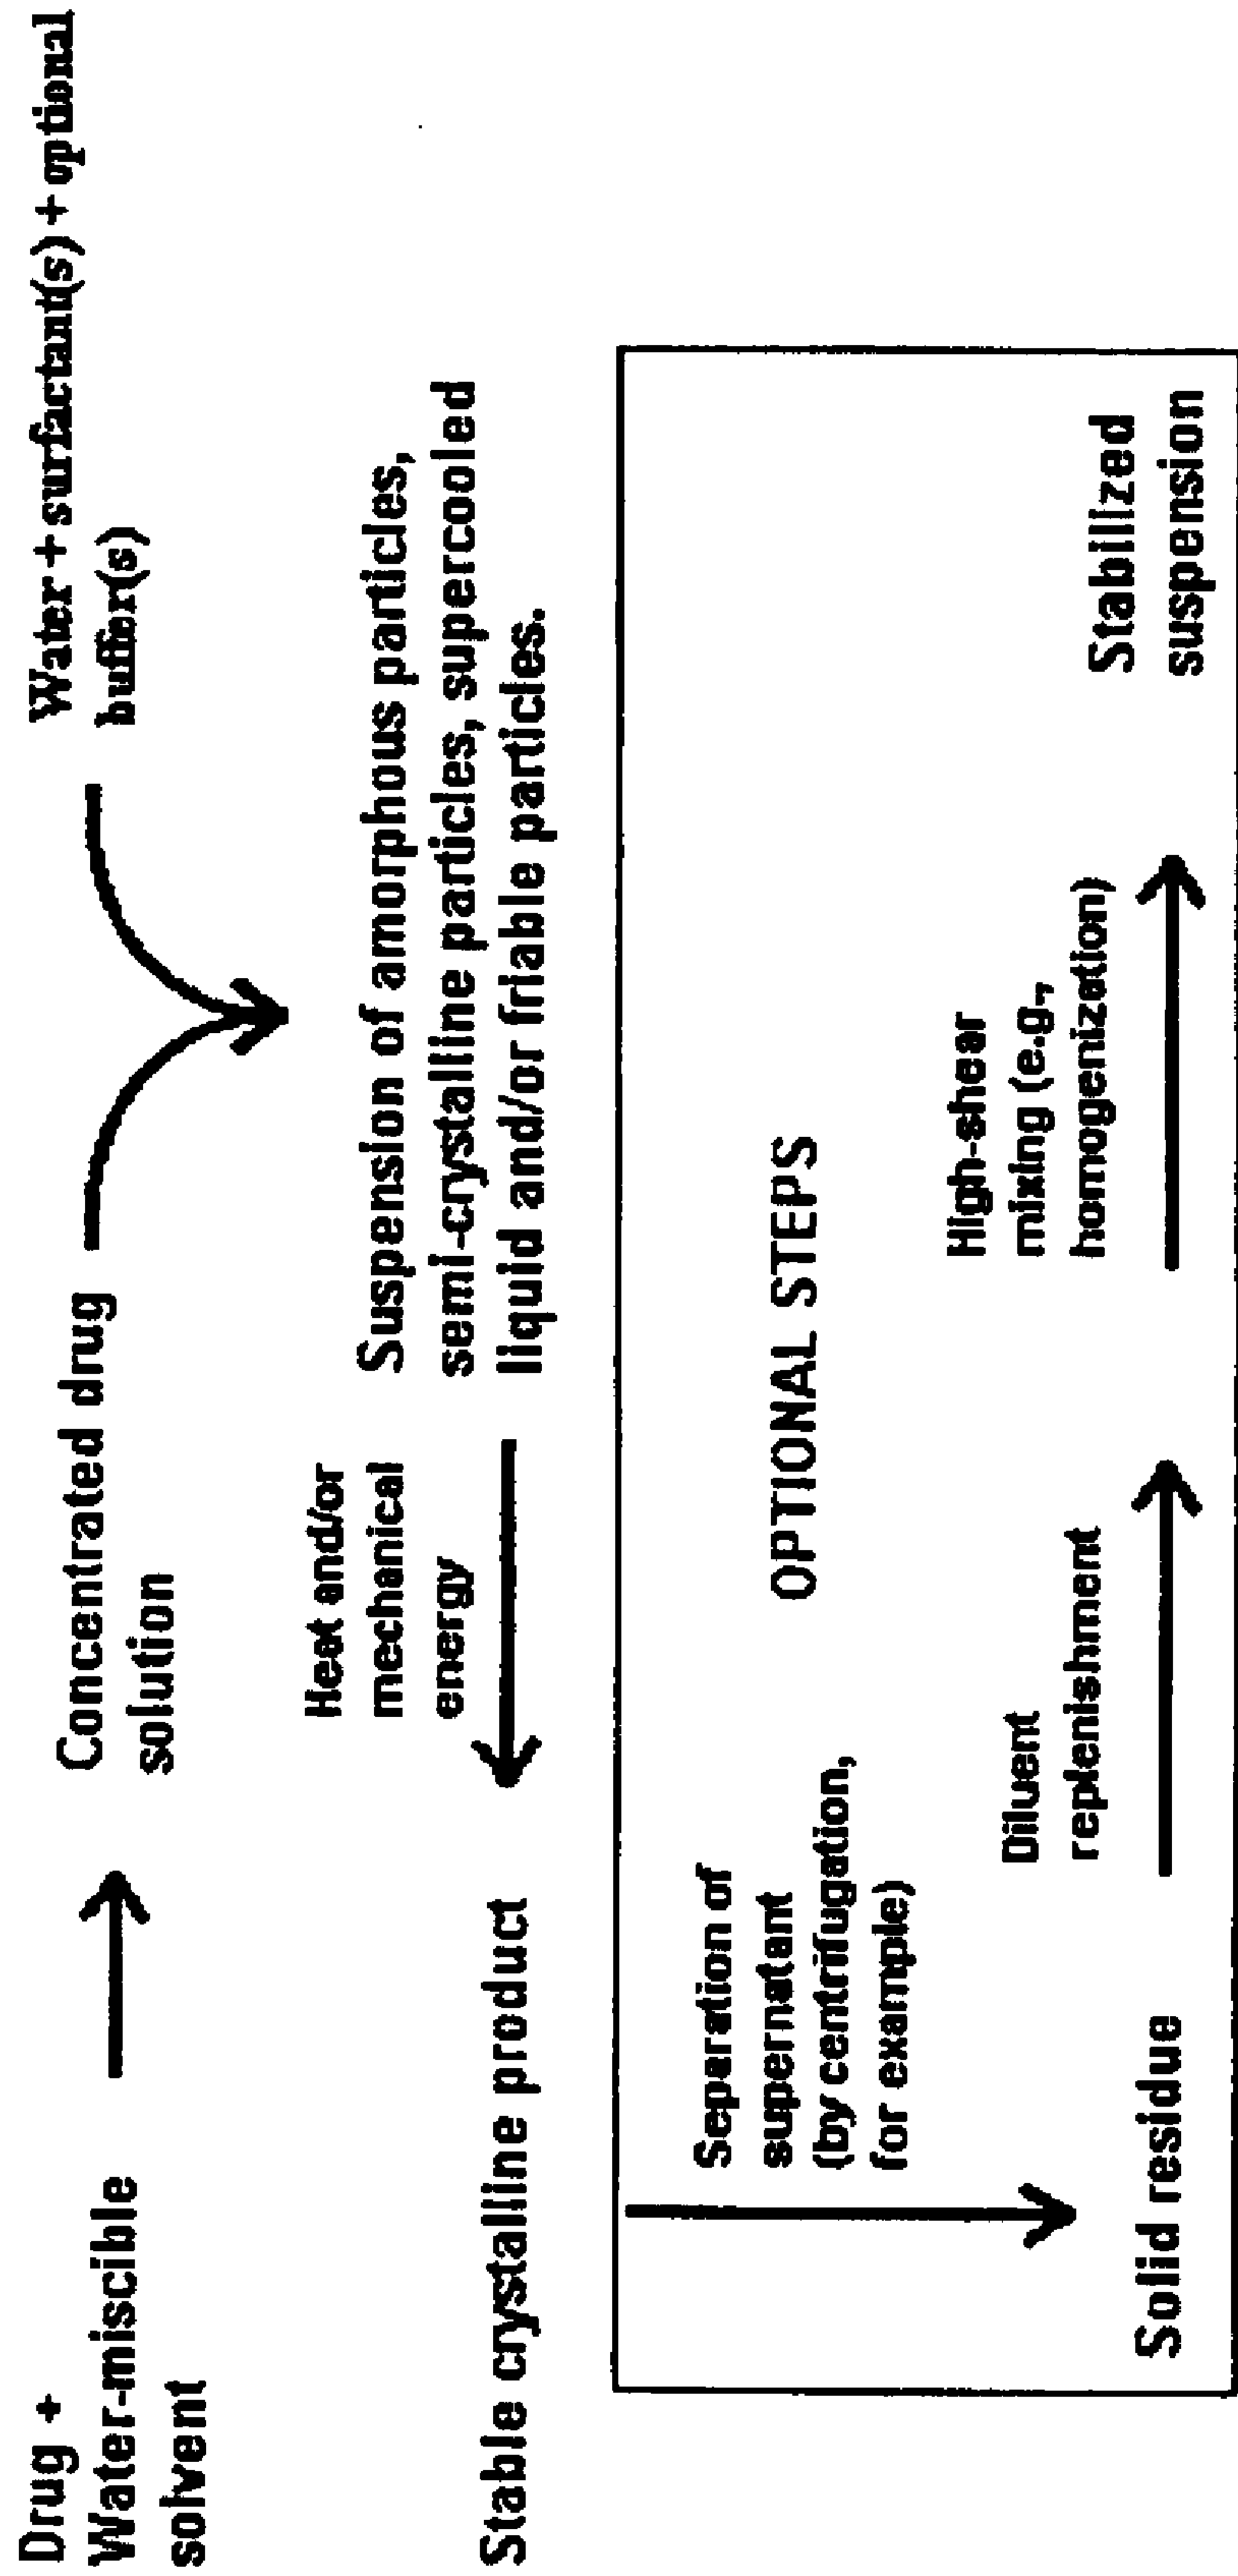 Drug +
Water-miscible
solvent
Concentrated drug
solution
Water + surfactant(s) + optional
buffer(s)
Heat and/or
mechanical
energy
Suspension of amorphous particles,
semi-crystalline particles, supercooled
liquid and/or friable particles.
Stable crystalline product
OPTIONAL STEPS
Separation of
supernatant
(by centrifugation,
for example)
Solid residue
Diluent
replenishment
High-shear
mixing (e.g.,
homogenization)
Stabilized
suspension